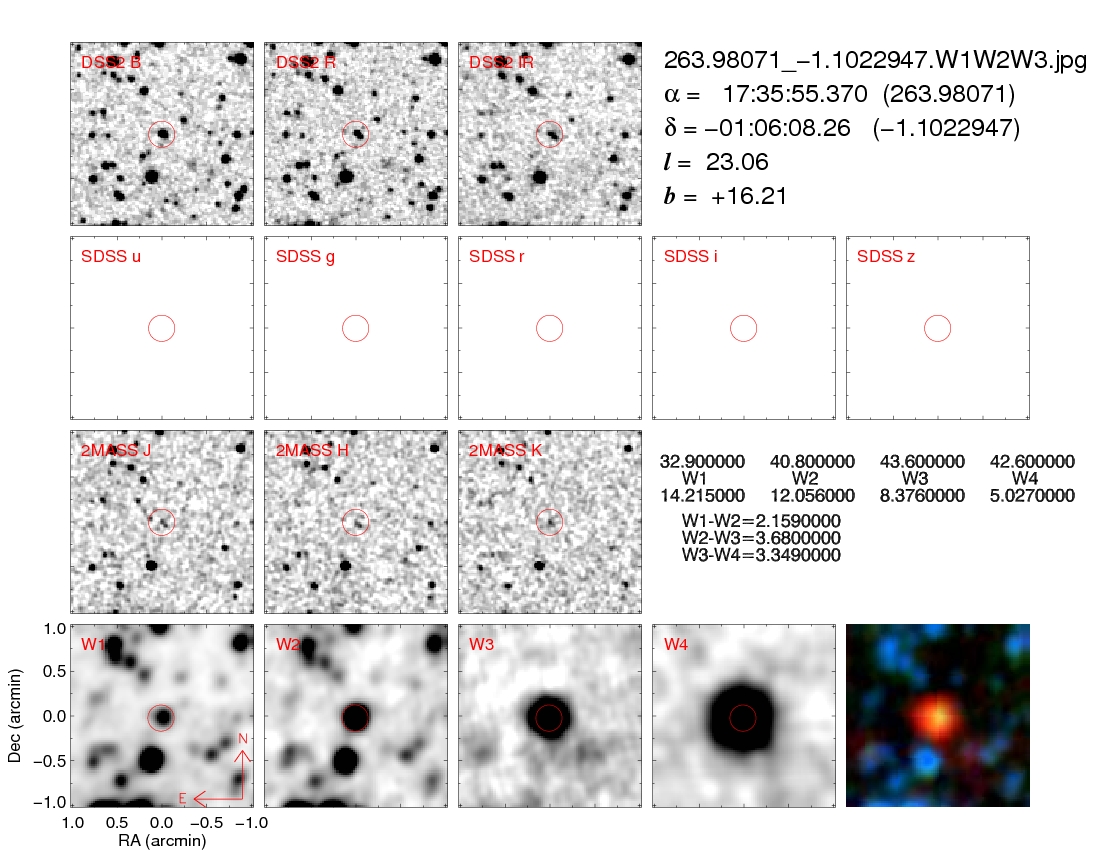 DSS2 B DSS2 R DSS2 IR
263.98071_−1.1022947.W1W2W3.jpg
α = 17:35:55.370 (263.98071)
δ = −01:06:08.26 (−1.1022947)
l = 23.06
b = +16.21
SDSS u SDSS g SDSS r SDSS i SDSS z
2MASS J 2MASS H 2MASS K
32.900000 40.800000 43.600000 42.600000
W1 W2 W3 W4
14.215000 12.056000 8.3760000 5.0270000
W1-W2=2.1590000
W2-W3=3.6800000
W3-W4=3.3490000
W1 W2 W3 W4
1.0
0.5
0.0
−0.5
−1.0
Dec (arcmin)
N
E
1.0 0.5 0.0 −0.5 −1.0
RA (arcmin)